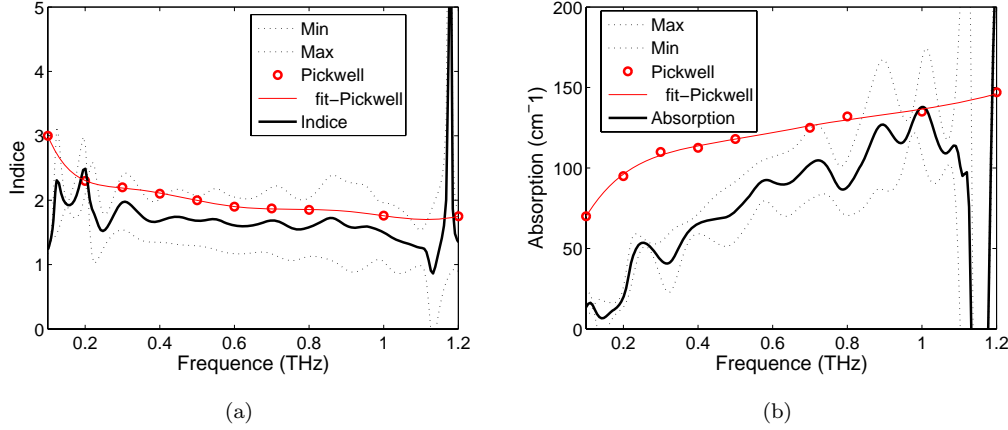 5
4
3
2
1
0
Indice
Min
Max
Pickwell
fit−Pickwell
Indice
0.2
0.4
0.6
0.8
1
1.2
Frequence (THz)
(a)
200
150
100
50
0
Absorption (cm⁻1)
Max
Min
Pickwell
fit−Pickwell
Absorption
0.2
0.4
0.6
0.8
1
1.2
Frequence (THz)
(b)